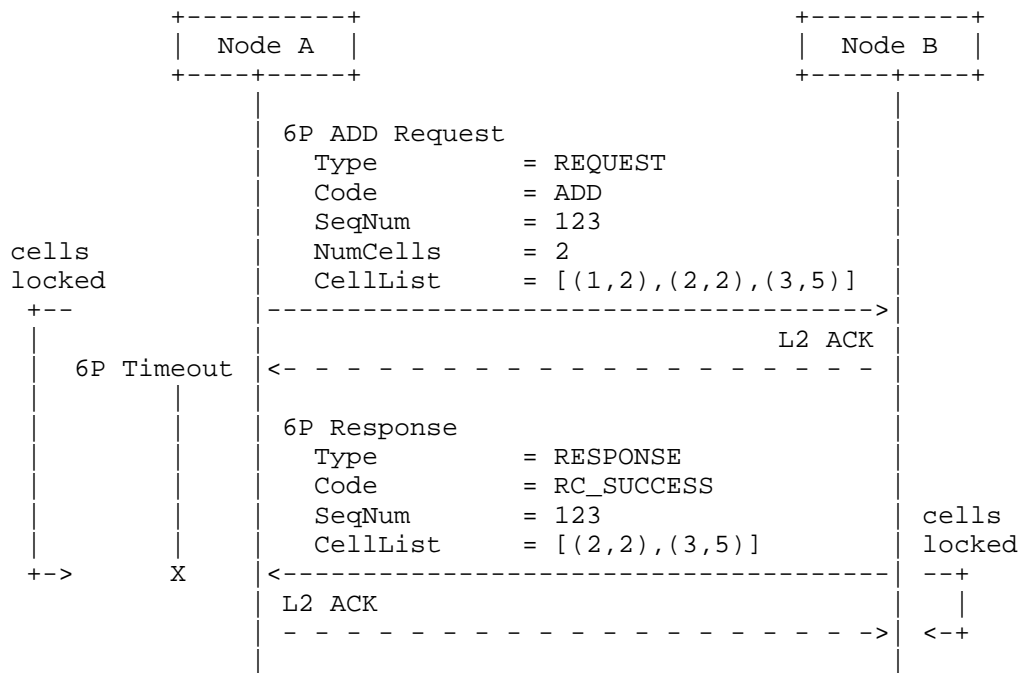 Node A
Node B
6P ADD Request
Type = REQUEST
Code = ADD
SeqNum = 123
cells
NumCells = 2
locked
CellList = [(1,2),(2,2),(3,5)]
L2 ACK
6P Timeout
6P Response
Type = RESPONSE
Code = RC_SUCCESS
SeqNum = 123
cells
CellList = [(2,2),(3,5)]
locked
X
L2 ACK